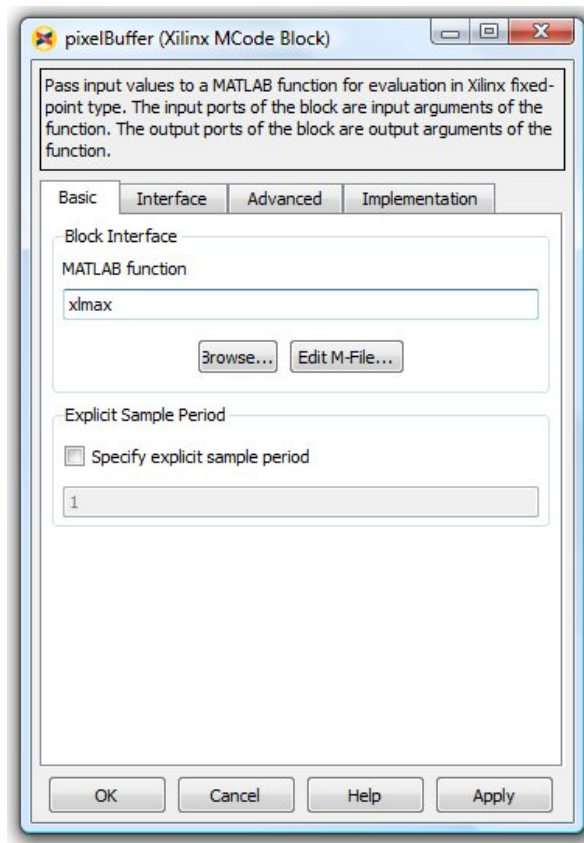 pixelBuffer (Xilinx MCode Block)
Pass input values to a MATLAB function for evaluation in Xilinx fixed-
point type. The input ports of the block are input arguments of the
function. The output ports of the block are output arguments of the
function.
Basic Interface Advanced Implementation
Block Interface
MATLAB function
xlmax
Browse... Edit M-File...
Explicit Sample Period
Specify explicit sample period
1
OK Cancel Help Apply